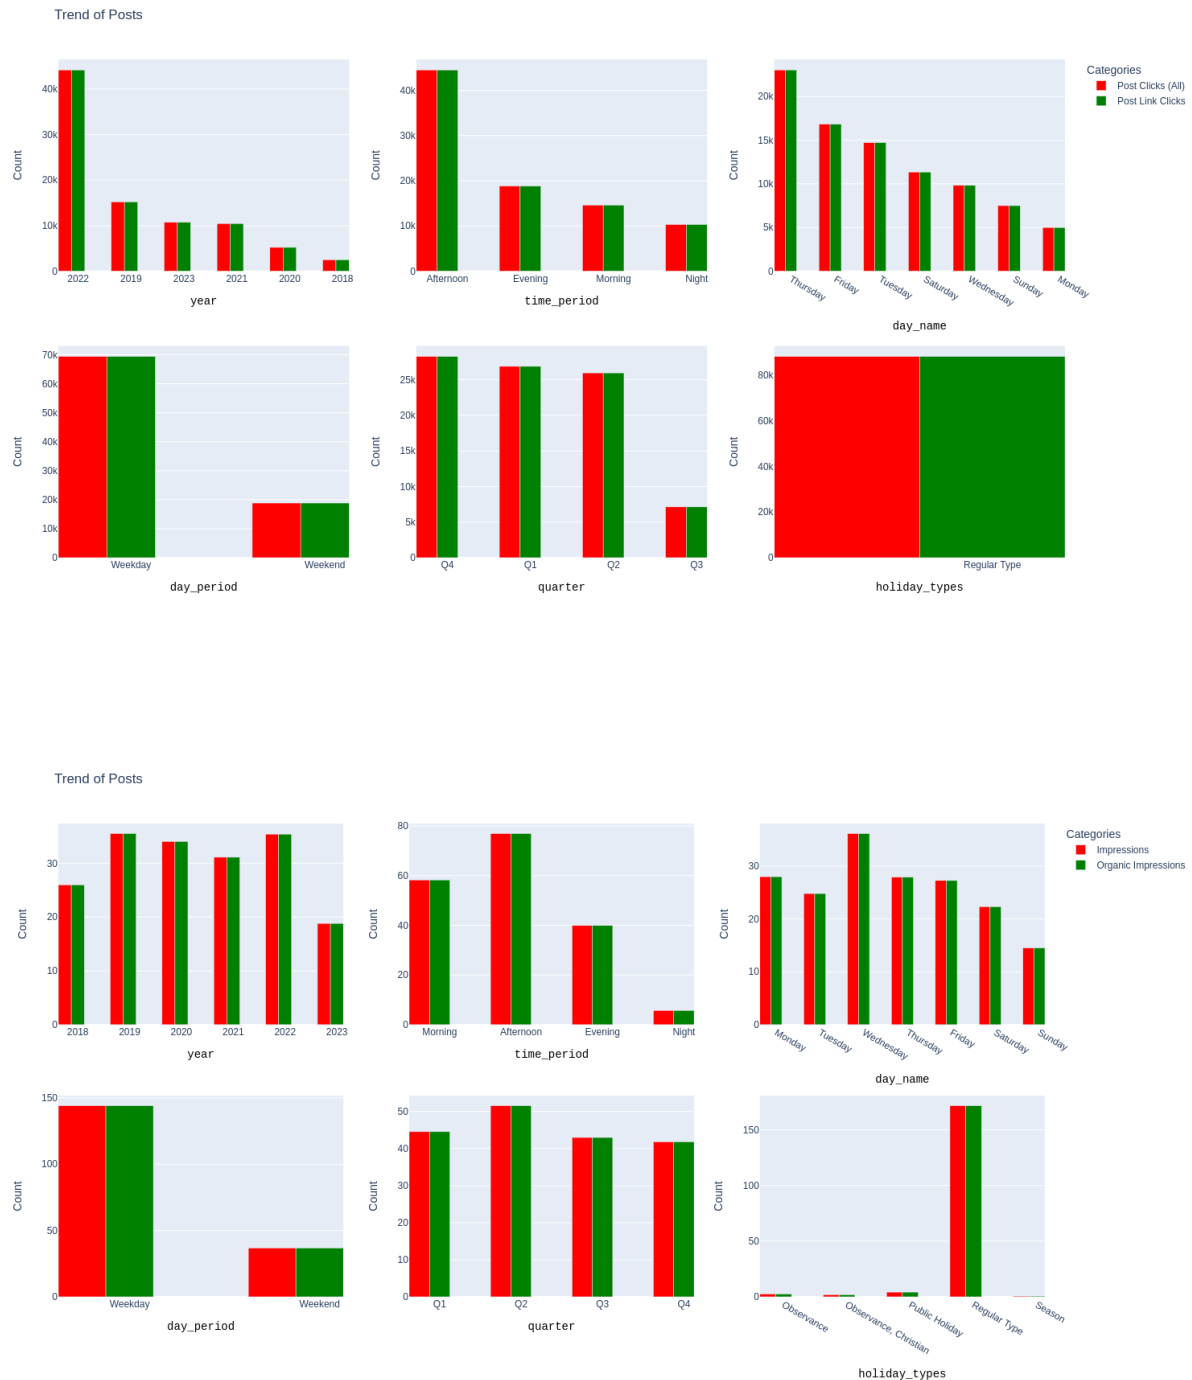 Trend of Posts
Categories
Post Clicks (All)
Post Link Clicks
Count
40k
30k
20k
10k
0
2022 2019 2023 2021 2020 2018
year
Count
40k
30k
20k
10k
0
Afternoon Evening Morning Night
time_period
Count
20k
15k
10k
5k
0
Thursday Friday Tuesday Saturday Wednesday Sunday Monday
day_name
Count
70k
60k
50k
40k
30k
20k
10k
0
Weekday Weekend
day_period
Count
25k
20k
15k
10k
5k
0
Q4 Q1 Q2 Q3
quarter
Count
80k
60k
40k
20k
0
Regular Type
holiday_types
Trend of Posts
Categories
Impressions
Organic Impressions
Count
30
20
10
0
2018 2019 2020 2021 2022 2023
year
Count
80
60
40
20
0
Morning Afternoon Evening Night
time_period
Count
30
20
10
0
Monday Tuesday Wednesday Thursday Friday Saturday Sunday
day_name
Count
150
100
50
0
Weekday Weekend
day_period
Count
50
40
30
20
10
0
Q1 Q2 Q3 Q4
quarter
Count
150
100
50
0
Observance Observance, Christian Public Holiday Regular Type Season
holiday_types